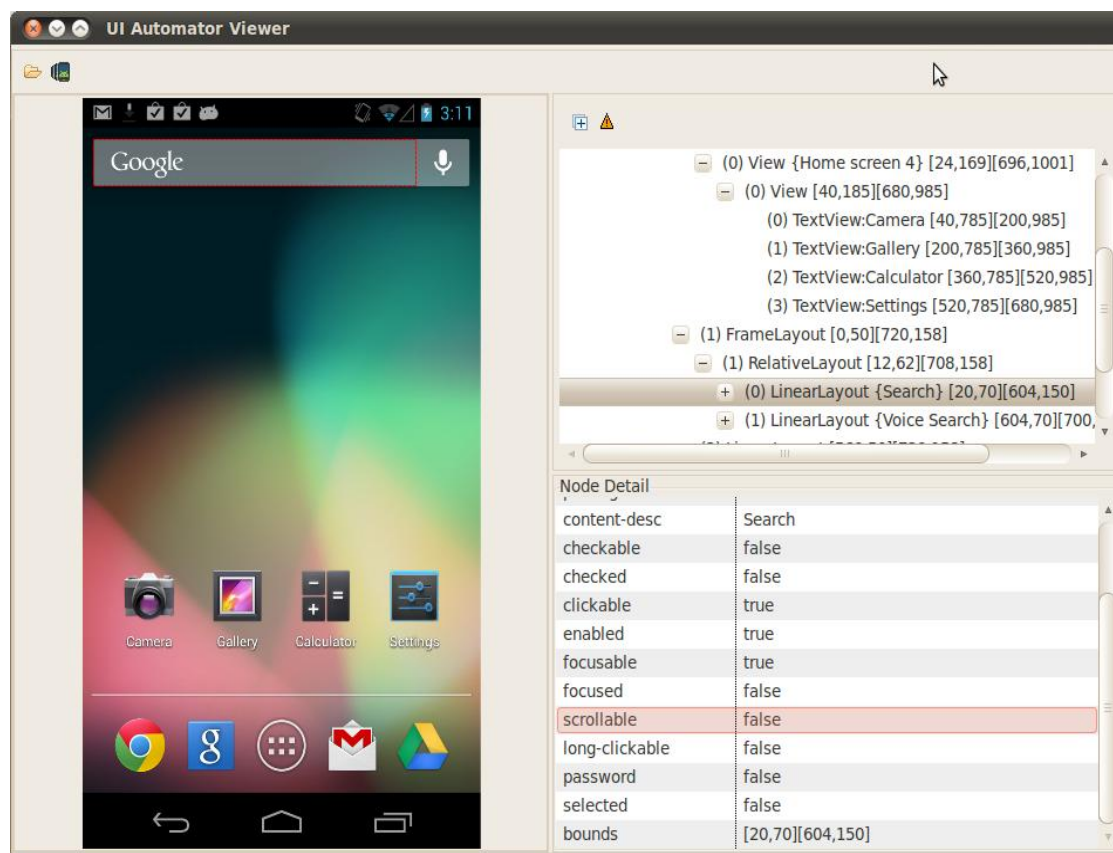 UI Automator Viewer
3:11
Google
Camera
Gallery
Calculator
Settings
8
(0) View {Home screen 4} [24,169][696,1001]
(0) View [40,185][680,985]
(0) TextView:Camera [40,785][200,985]
(1) TextView:Gallery [200,785][360,985]
(2) TextView:Calculator [360,785][520,985]
(3) TextView:Settings [520,785][680,985]
(1) FrameLayout [0,50][720,158]
(1) RelativeLayout [12,62][708,158]
(0) LinearLayout {Search} [20,70][604,150]
(1) LinearLayout {Voice Search} [604,70][700,
Node Detail
content-desc Search
checkable false
checked false
clickable true
enabled true
focusable true
focused false
scrollable false
long-clickable false
password false
selected false
bounds [20,70][604,150]